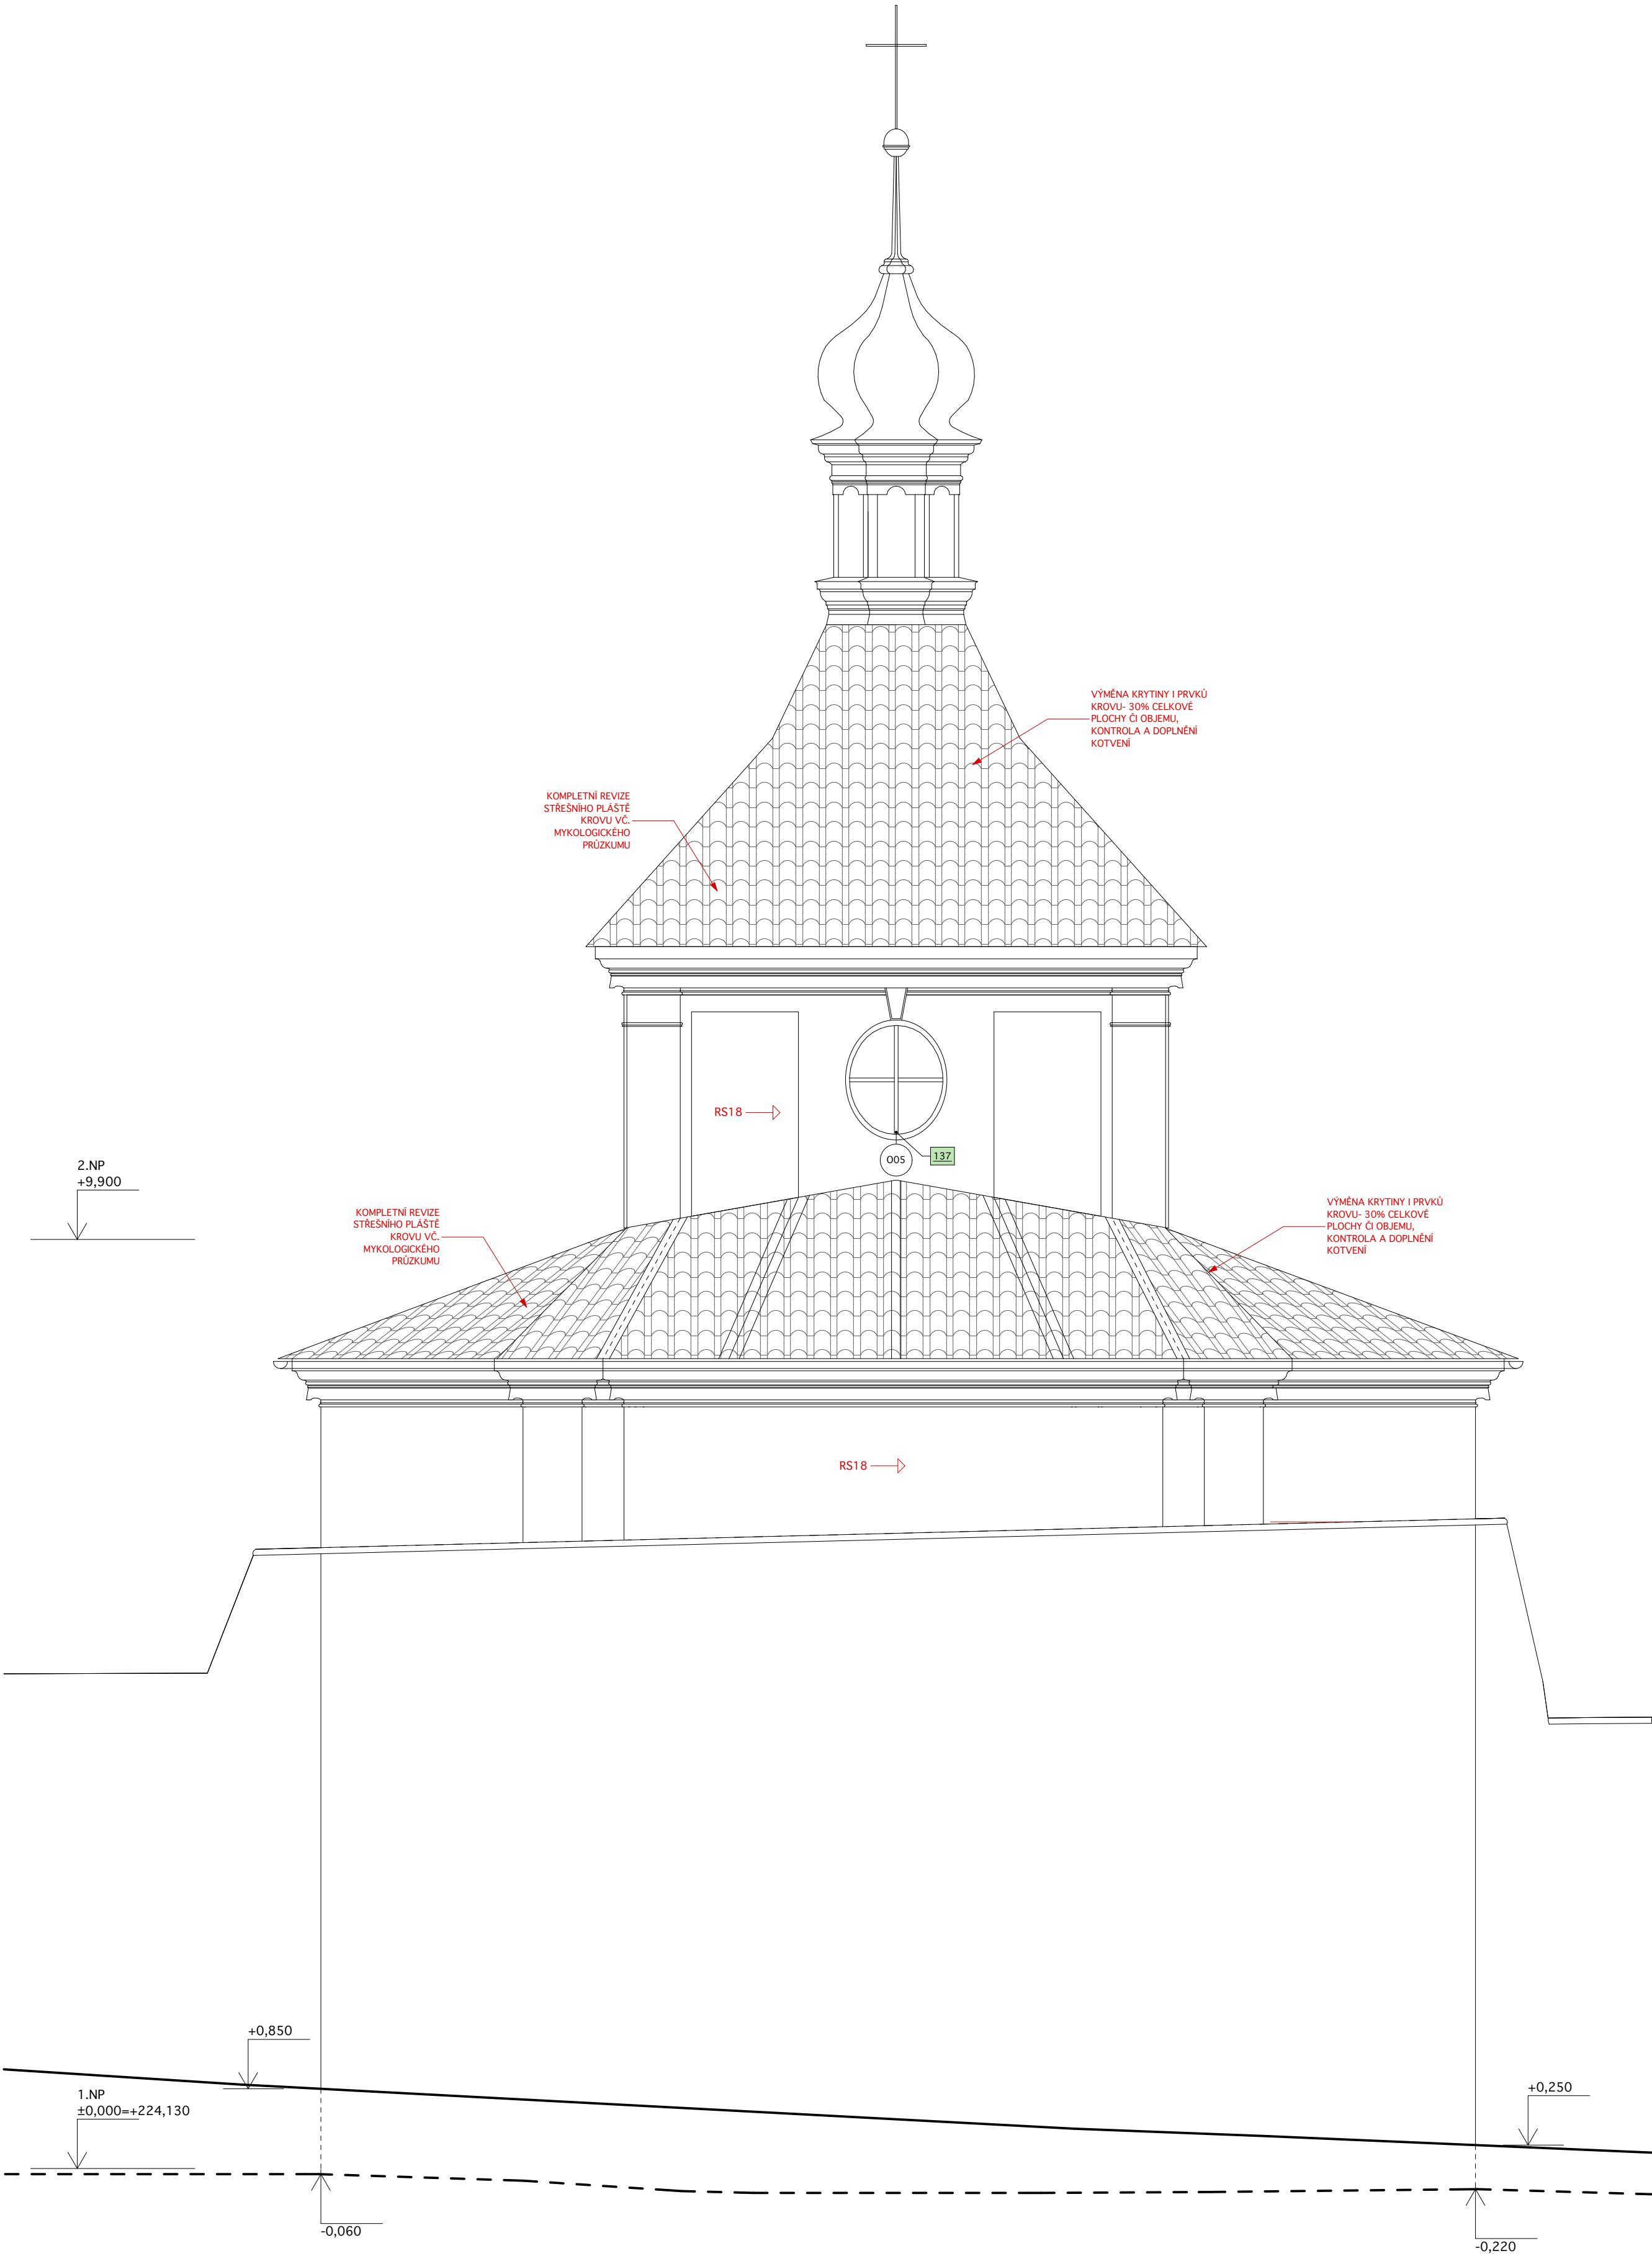 VÝMĚNA KRYTINY I PRVKŮ
KROVU- 30% CELKOVÉ
PLOCHY ČI OBJEMU,
KONTROLA A DOPLNĚNÍ
KOTVENÍ
KOMPLETNÍ REVIZE
STŘEŠNÍHO PLÁŠTĚ
KROVU VČ.
MYKOLOGICKÉHO
PRŮZKUMU
RS18
O05
137
2.NP
+9,900
KOMPLETNÍ REVIZE
STŘEŠNÍHO PLÁŠTĚ
KROVU VČ.
MYKOLOGICKÉHO
PRŮZKUMU
VÝMĚNA KRYTINY I PRVKŮ
KROVU- 30% CELKOVÉ
PLOCHY ČI OBJEMU,
KONTROLA A DOPLNĚNÍ
KOTVENÍ
RS18
+0,850
1.NP
±0,000=+224,130
+0,250
-0,060
-0,220